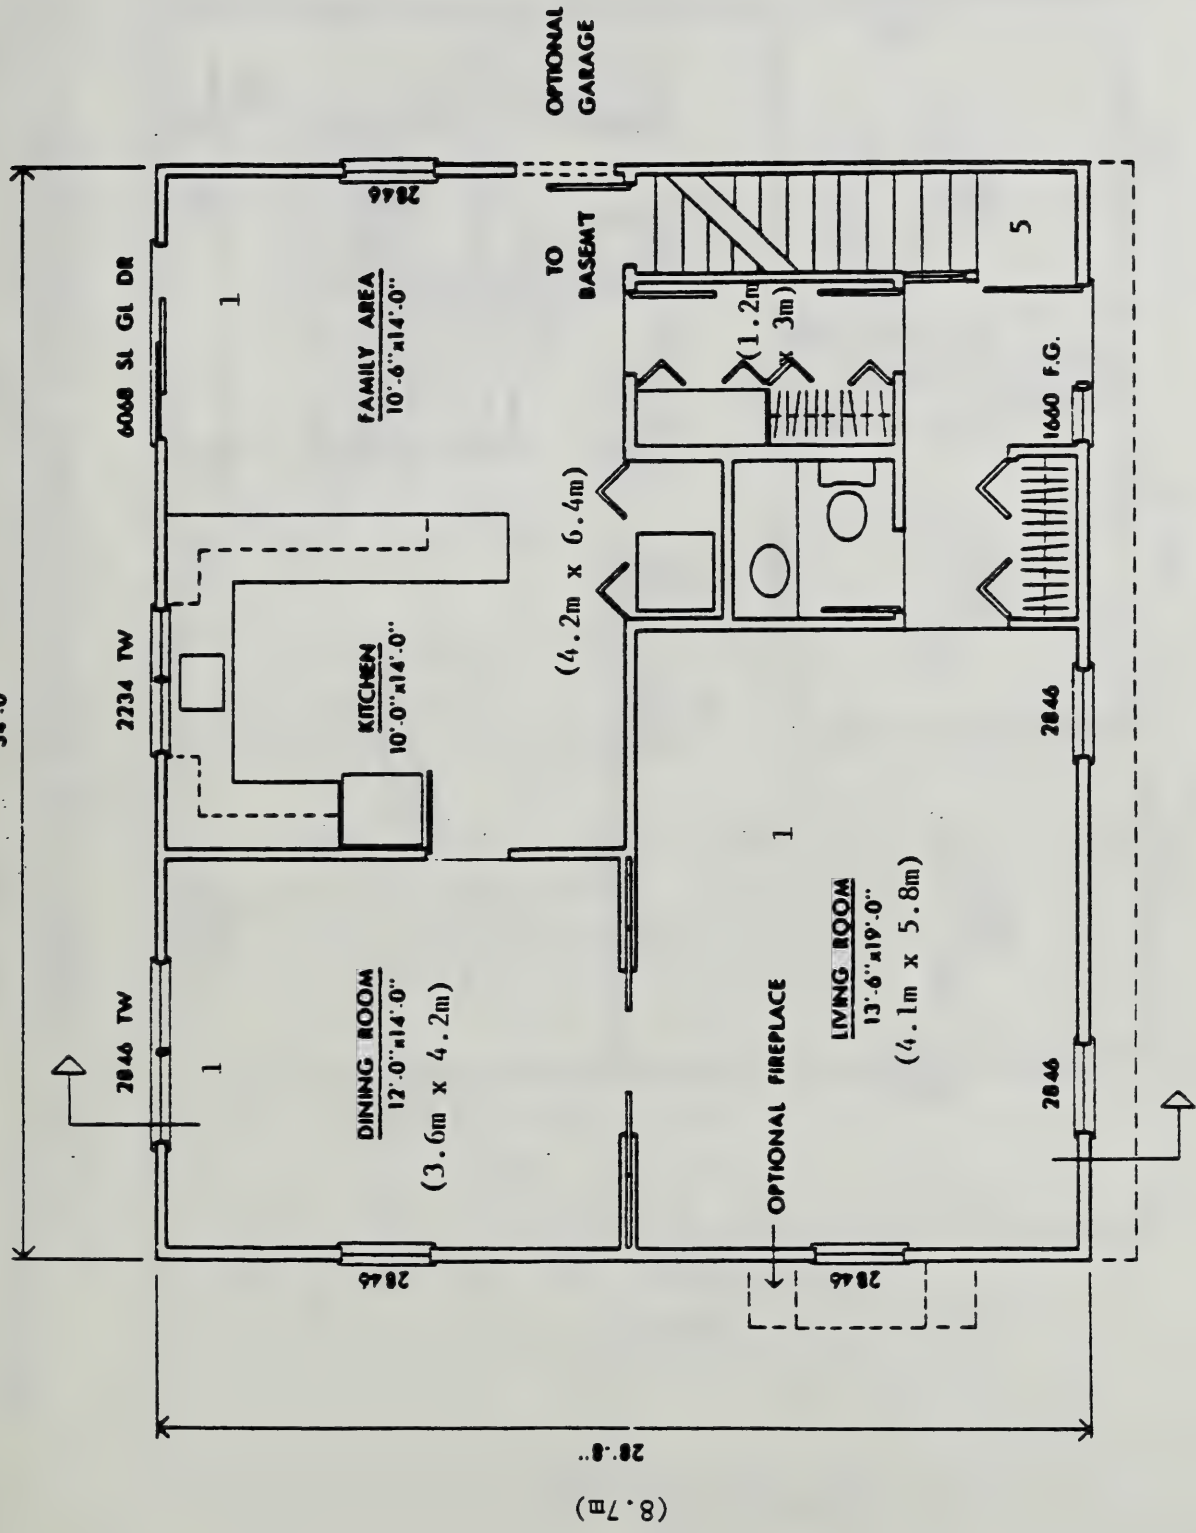 34'-0"
2846 TW
2234 TW
6068 SL GL DR
1
1
2846
DINING ROOM
12'-0"x14'-0"
(3.6m x 4.2m)
KITCHEN
10'-0"x14'-0"
FAMILY AREA
10'-6"x14'-0"
(4.2m x 6.4m)
2846
OPTIONAL
GARAGE
TO
BASEMT
(1.2m
x 3m)
28'-8"
(8.7m)
OPTIONAL FIREPLACE
2846
1
LIVING ROOM
13'-6"x19'-0"
(4.1m x 5.8m)
5
2846
2846
1660 F.G.